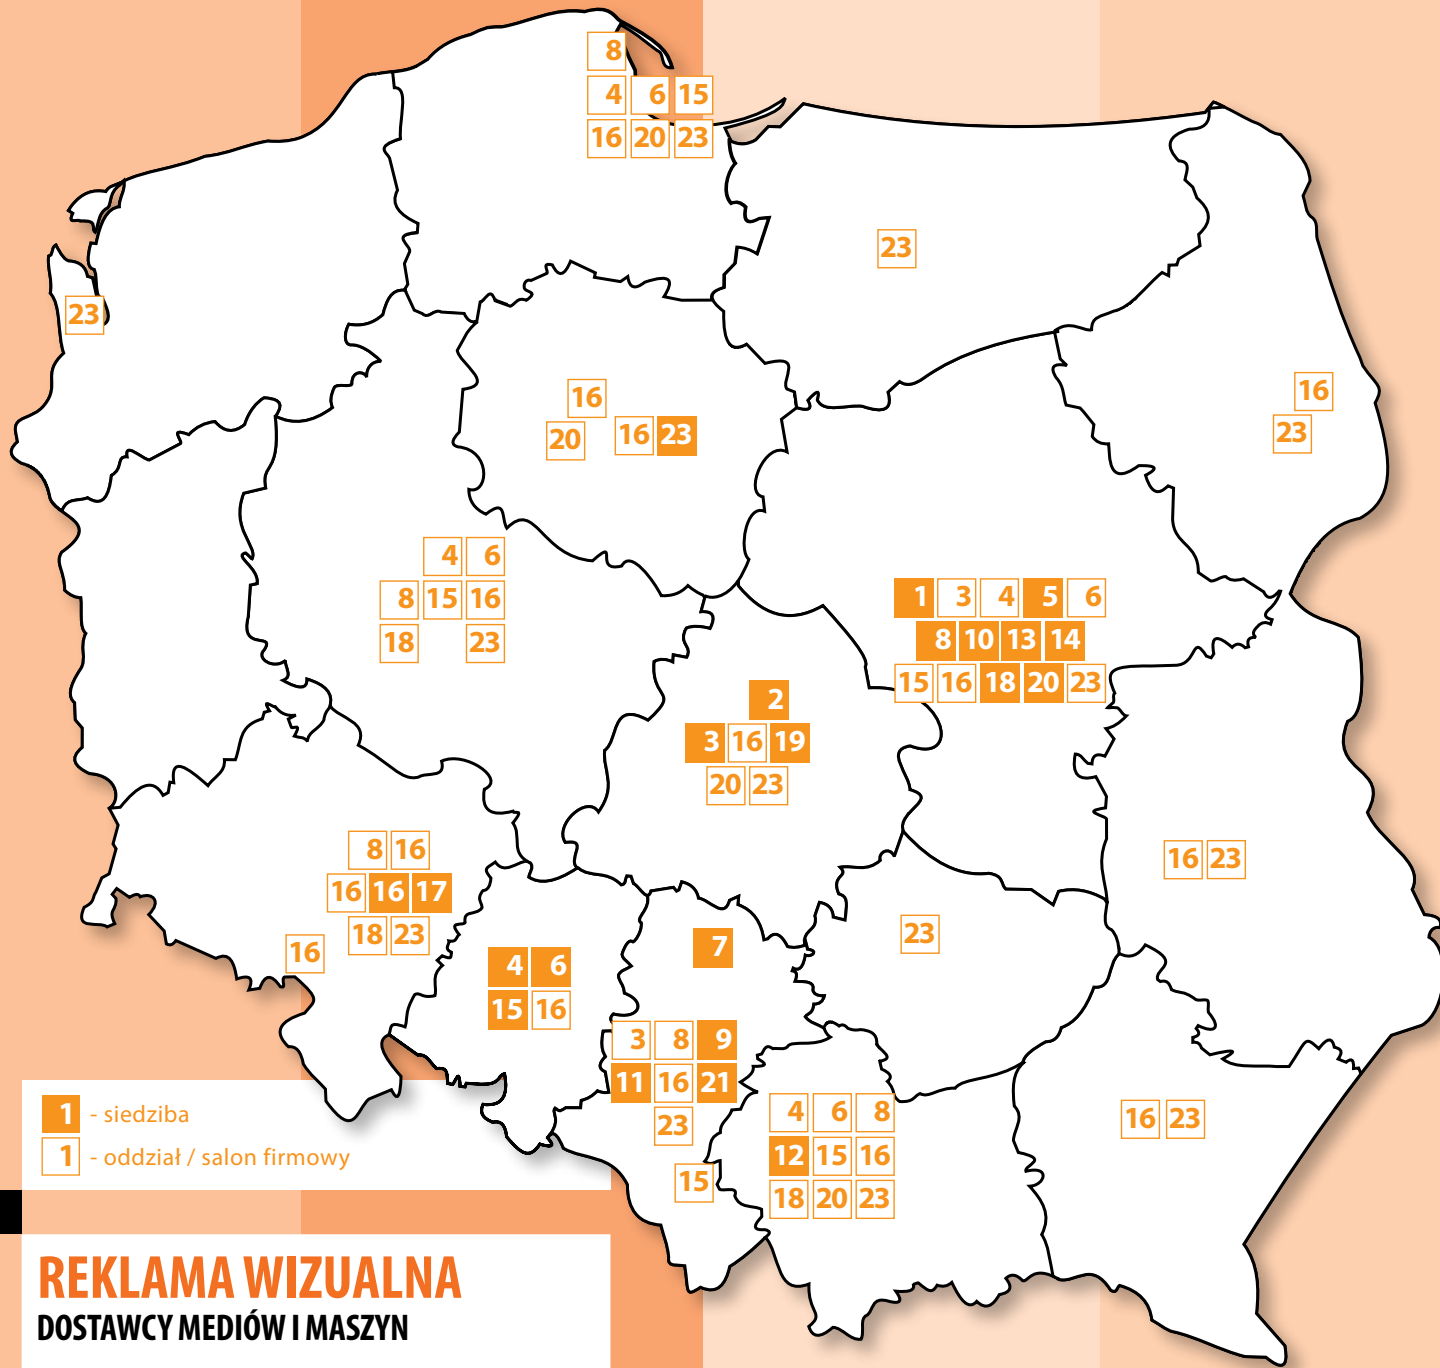 8
4 6 15
16 20 23
23
23
16
20 16 23
16
23
4 6
8 15 16
18 23
1 3 4 5 6
8 10 13 14
15 16 18 20 23
2
3 16 19
20 23
8 16
16 16 17
18 23
16
16 23
23
7
4 6
15 16
3 8 9
11 16 21
23
15
4 6 8
12 15 16
18 20 23
16 23
1 - siedziba
1 - oddział / salon firmowy
REKLAMA WIZUALNA
DOSTAWCY MEDIÓW I MASZYN